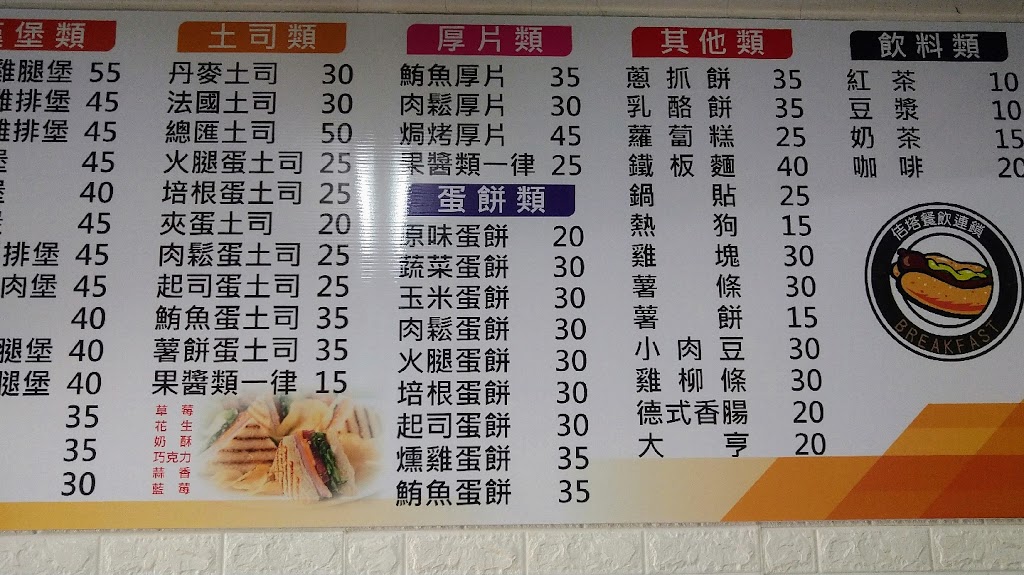 堡類
雞腿堡 55
雞排堡 45
雞排堡 45
堡 45
堡 40
45
排堡 45
肉堡 45
40
腿堡 40
腿堡 40
35
35
30
土司類
丹麥土司 30
法國土司 30
總匯土司 50
火腿蛋土司 25
培根蛋土司 25
夾蛋土司 20
肉鬆蛋土司 25
起司蛋土司 25
鮪魚蛋土司 35
薯餅蛋土司 35
果醬類一律 15
草莓
花生
奶酥
巧克力
蒜香
藍莓
厚片類
鮪魚厚片 35
肉鬆厚片 30
焗烤厚片 45
果醬類一律 25
蛋餅類
原味蛋餅 20
蔬菜蛋餅 30
玉米蛋餅 30
肉鬆蛋餅 30
火腿蛋餅 30
培根蛋餅 30
起司蛋餅 30
燻雞蛋餅 35
鮪魚蛋餅 35
其他類
蔥抓餅 35
乳酪餅 35
蘿蔔糕 25
鐵板麵 40
鍋貼 25
熱狗 15
雞塊 30
薯條 30
薯餅 15
小肉豆 30
雞柳條 30
德式香腸 20
大亨 20
飲料類
紅茶 10
豆漿 10
奶茶 15
咖啡 20
塔餐飲連鎖
BREAKFAST